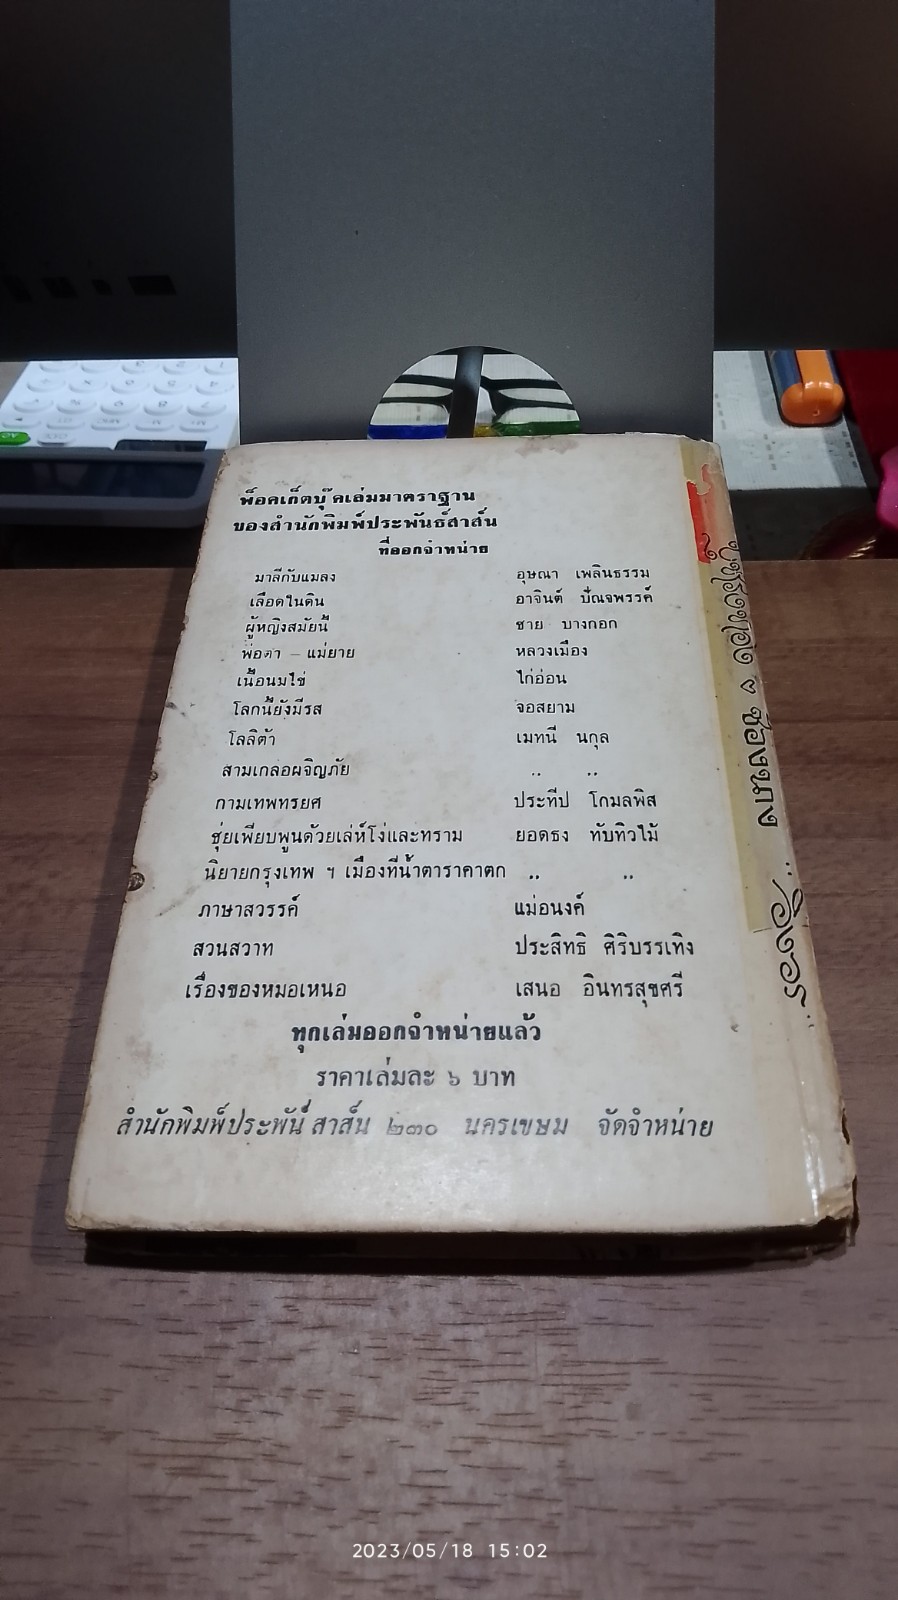 พ็อคเก็ตบุ๊คเล่มมาตราฐาน
ของสำนักพิมพ์ประพันธ์สาส์น
ที่ออกจำหน่าย
มาลีกับแมลง อุษณา เพลินธรรม
เลือดในดิน อาจินต์ ปัญจพรรค์
ผู้หญิงสมัยนี้ ชาย บางกอก
พ่อตา – แม่ยาย หลวงเมือง
เนื้อนมไข่ ไก่อ่อน
โลกนี้ยังมีรส จอสยาม
โลลิต้า เมทนี นกุล
สามเกลอผจิญภัย ,, ,,
กามเทพทรยศ ประทีป โกมลพิส
ชุ่ยเพียบพูนด้วยเล่ห์โง่และทราม ยอดธง ทับทิวไม้
นิยายกรุงเทพ ฯ เมืองที่น้ำตาราคาตก ,, ,,
ภาษาสวรรค์ แม่อนงค์
สวนสวาท ประสิทธิ ศิริบรรเทิง
เรื่องของหมอเหนอ เสนอ อินทรสุขศรี
ทุกเล่มออกจำหน่ายแล้ว
ราคาเล่มละ ๖ บาท
สำนักพิมพ์ประพันธ์ สาส์น ๒๓๐ นครเขษม จัดจำหน่าย
2023/05/18 15:02